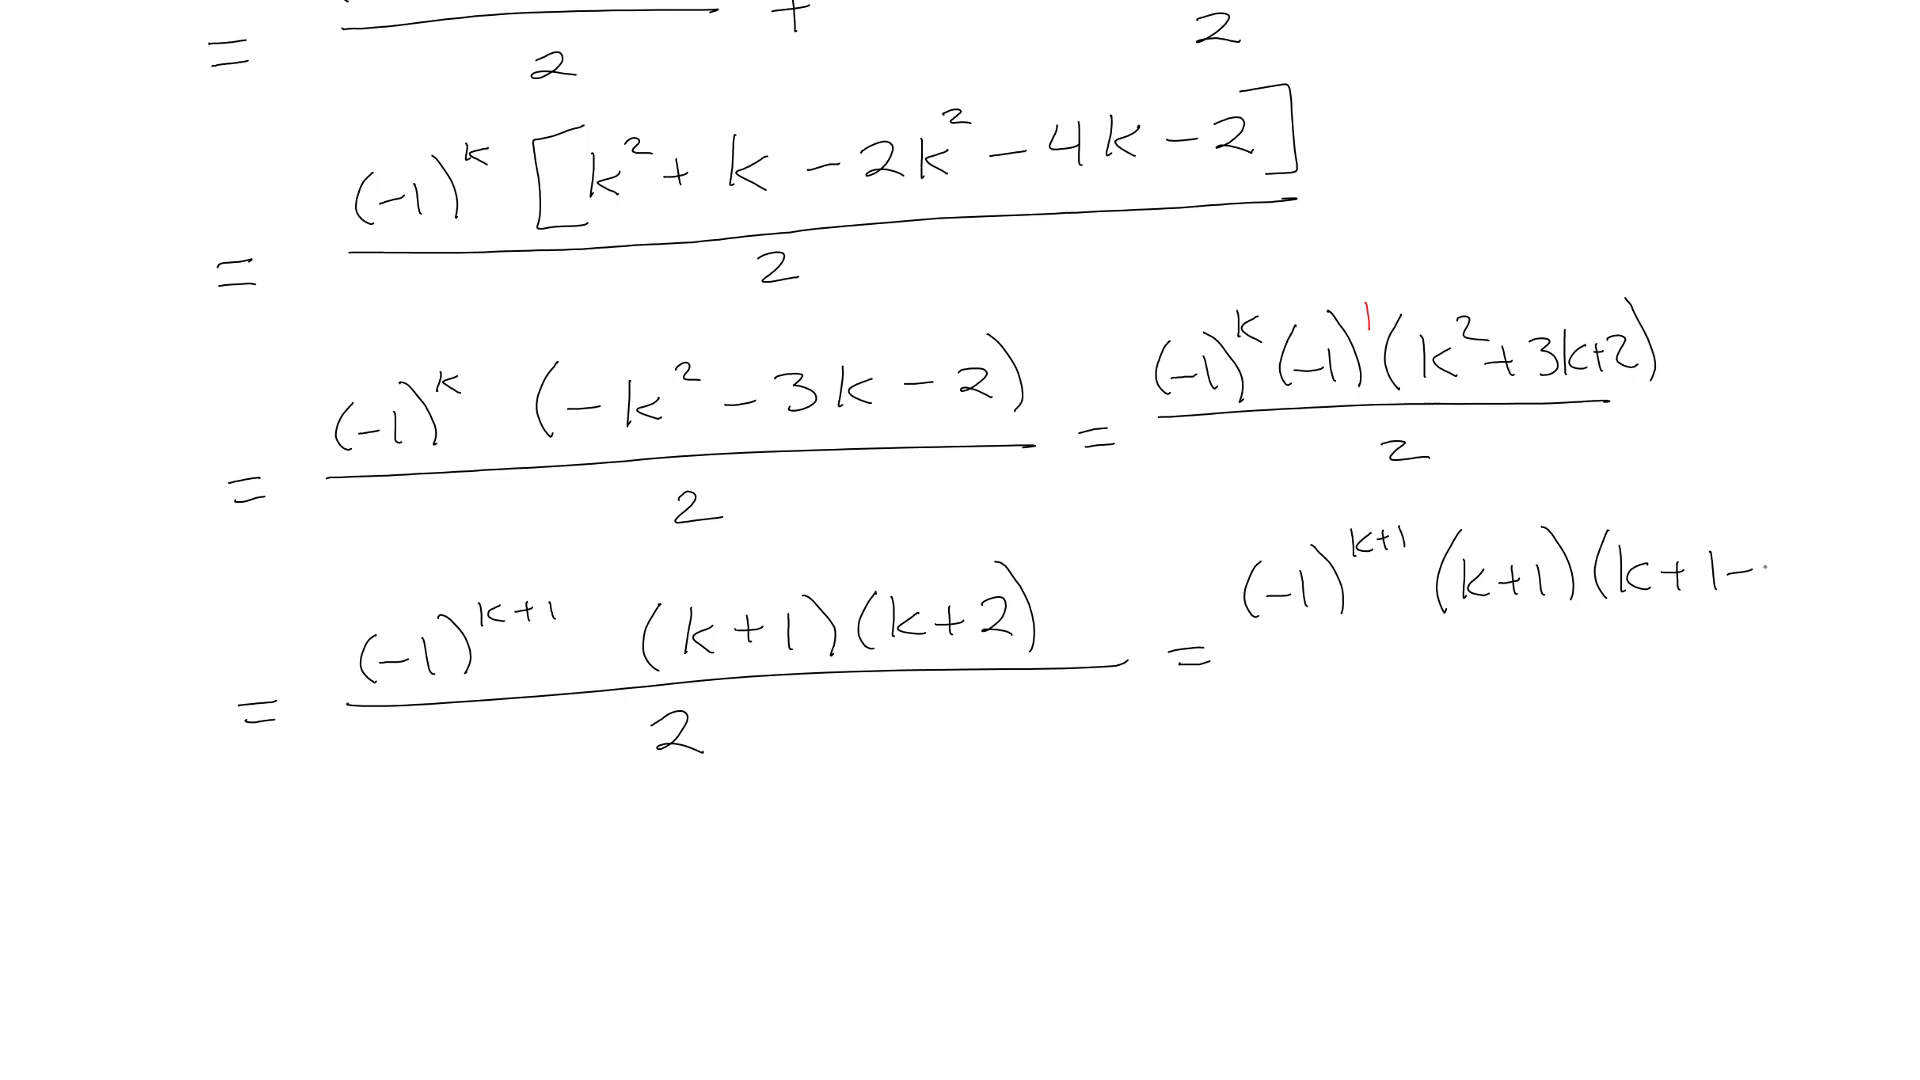 = ― + ―
2 2
= (-1)^k [k^2 + k - 2k^2 - 4k - 2] / 2
= (-1)^k (-k^2 - 3k - 2) / 2 = (-1)^k (-1)^1 (k^2 + 3k + 2) / 2
= (-1)^{k+1} (k+1)(k+2) / 2 = (-1)^{k+1} (k+1)(k+1-